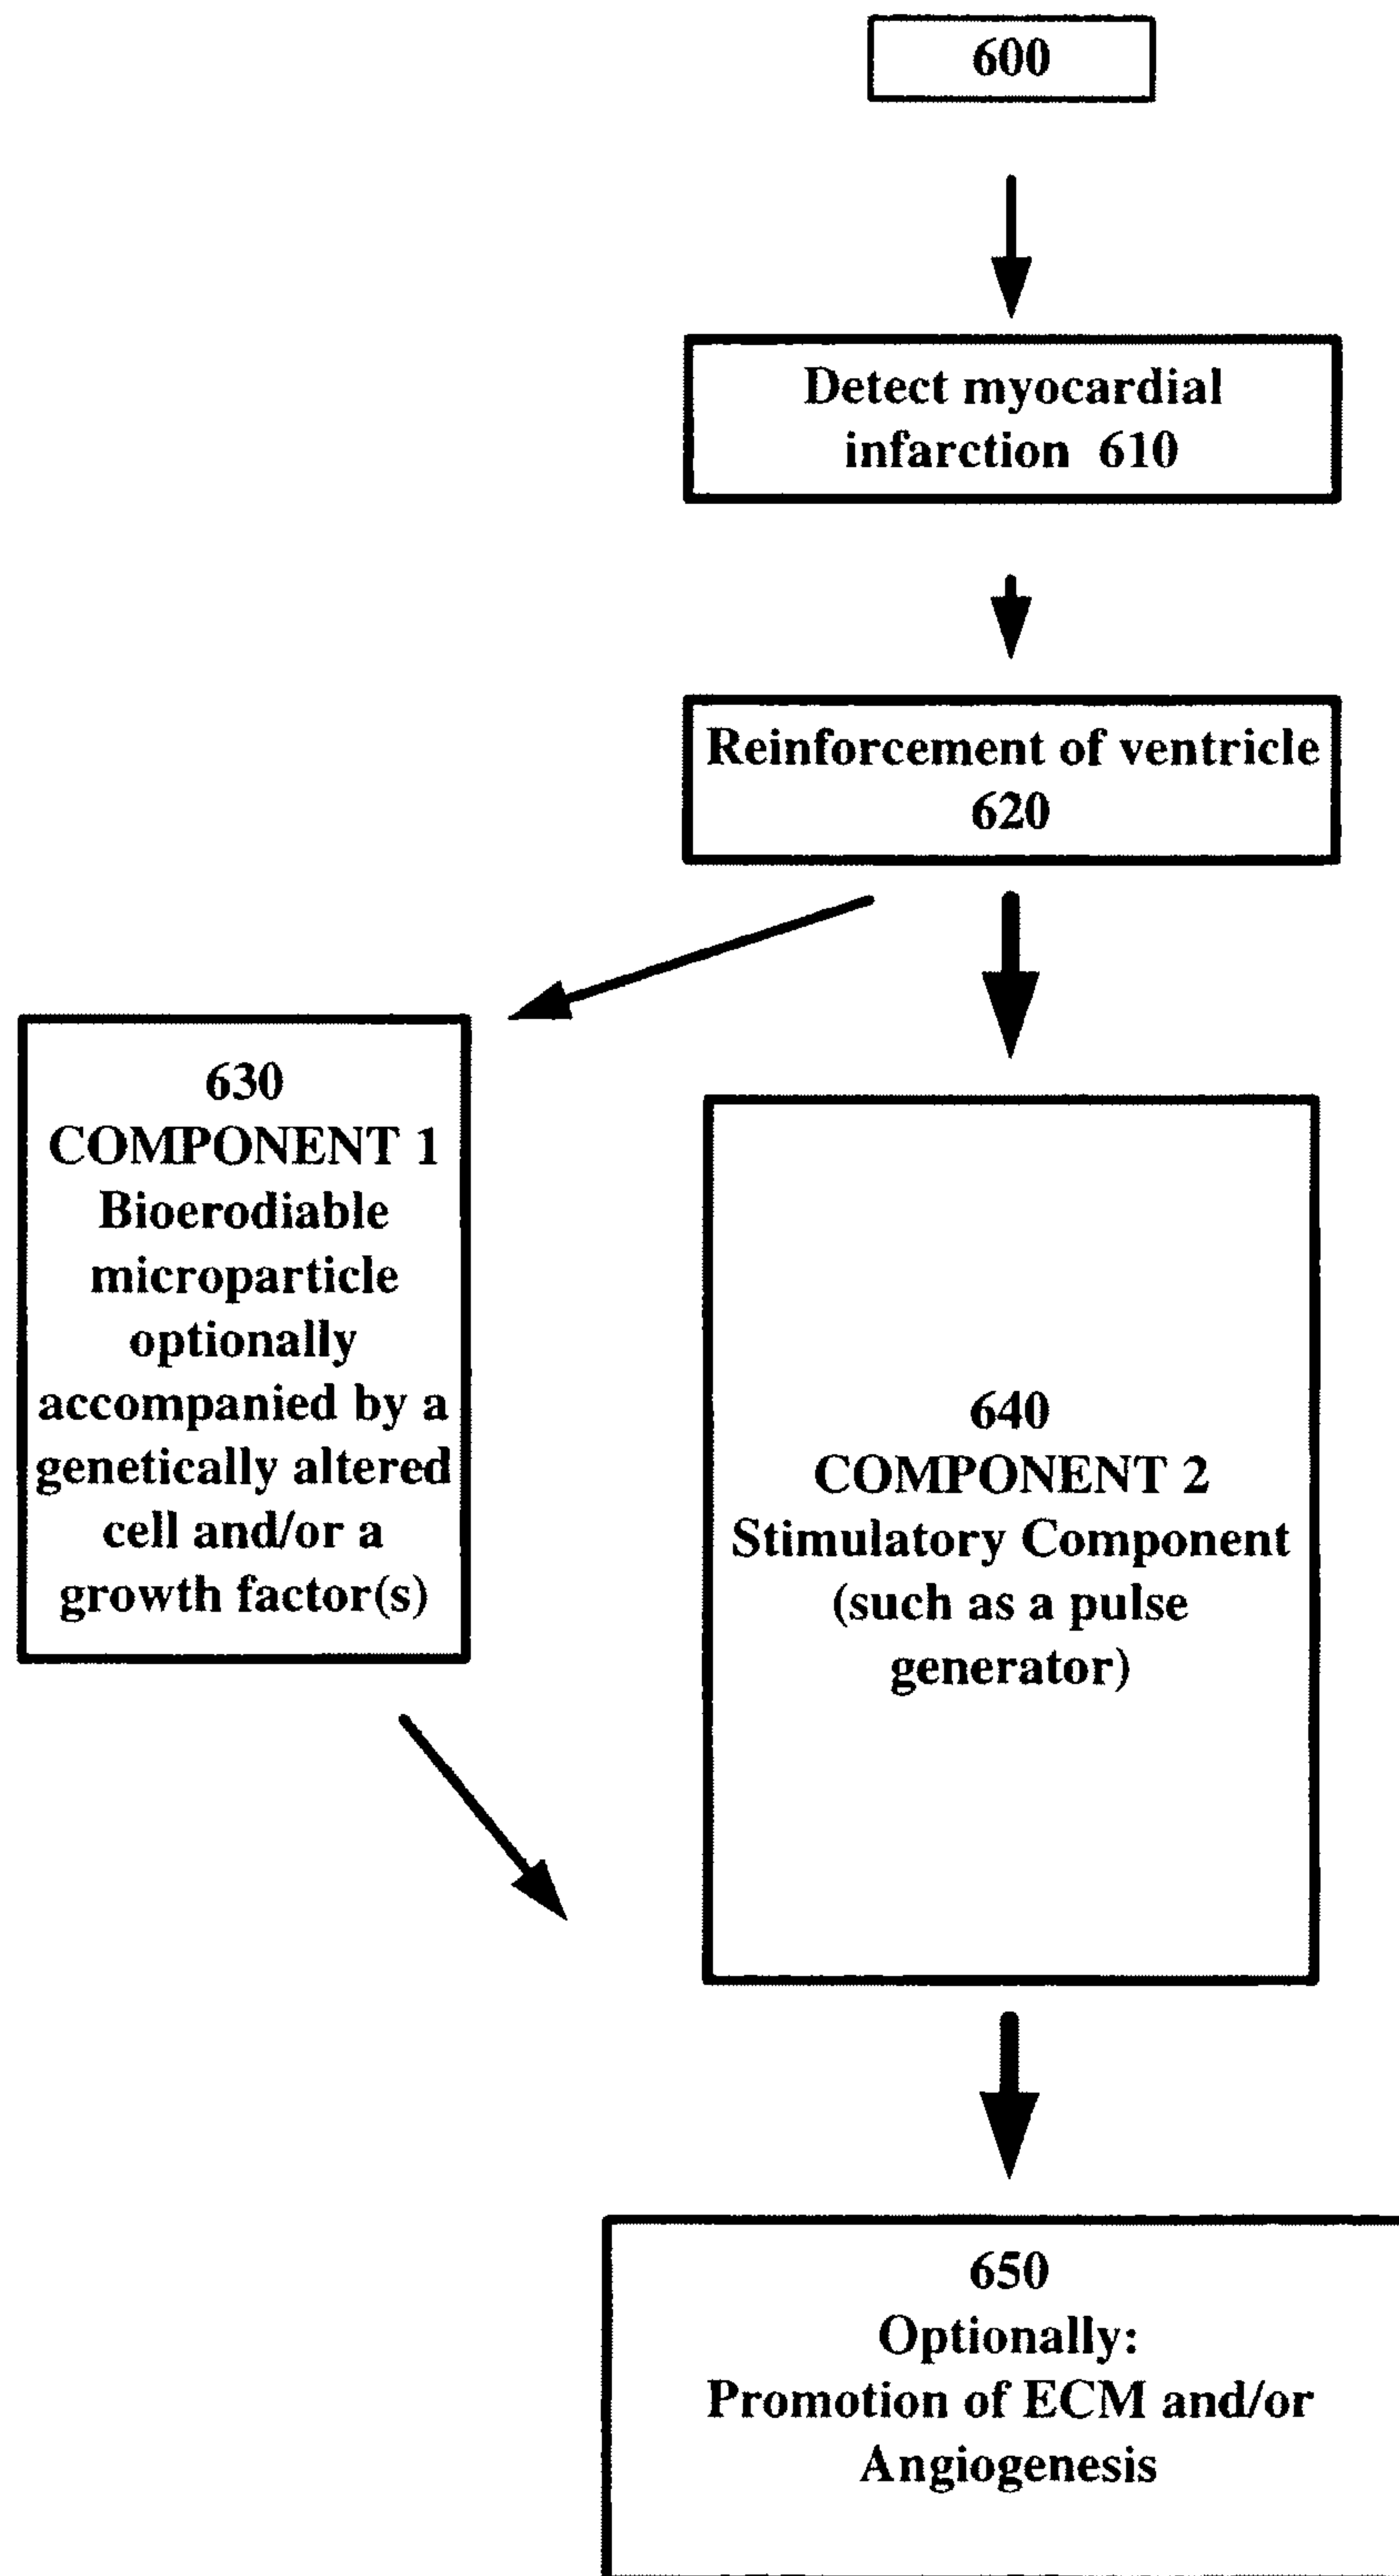 600
Detect myocardial
infarction 610
Reinforcement of ventricle
620
630
COMPONENT 1
Bioerodiable
microparticle
optionally
accompanied by a
genetically altered
cell and/or a
growth factor(s)
640
COMPONENT 2
Stimulatory Component
(such as a pulse
generator)
650
Optionally:
Promotion of ECM and/or
Angiogenesis